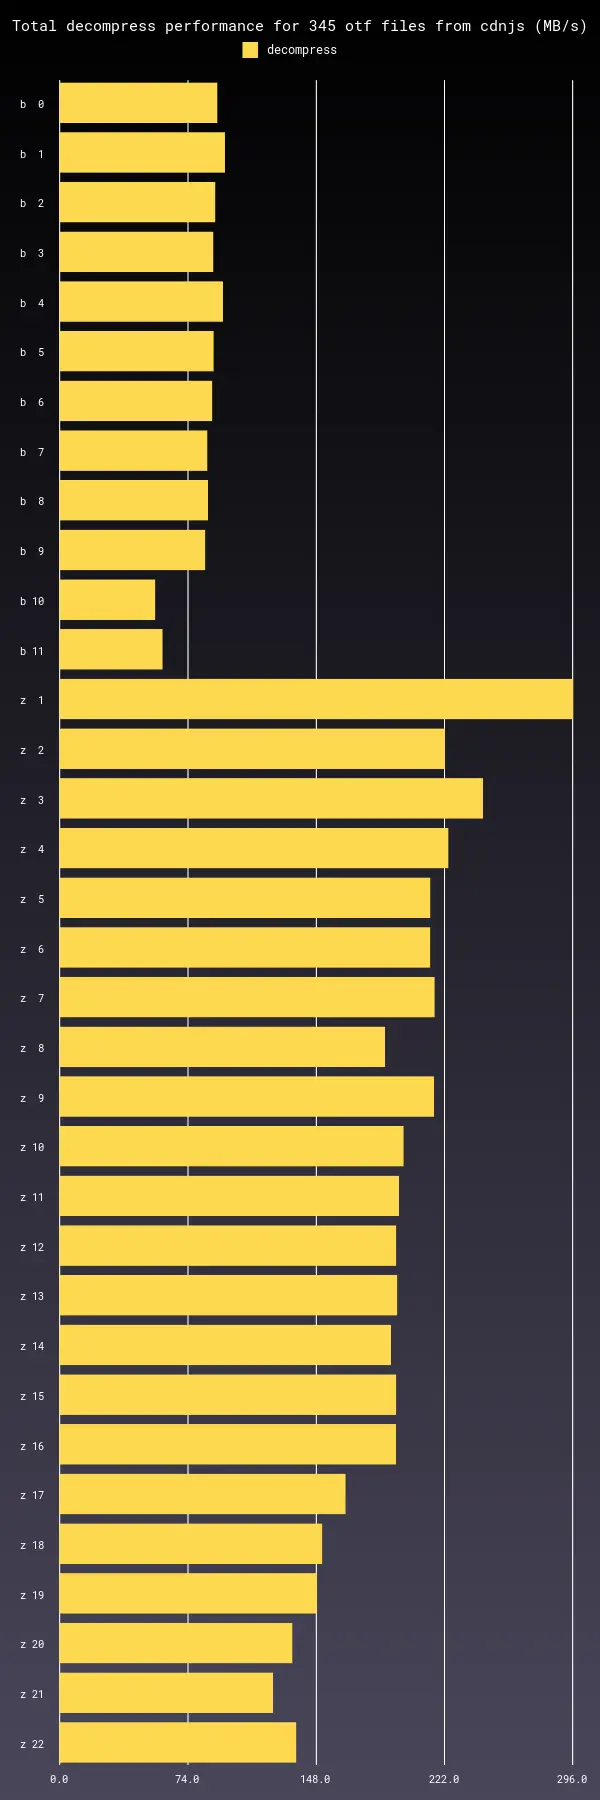 Total decompress performance for 345 otf files from cdnjs (MB/s)
decompress
b 0
b 1
b 2
b 3
b 4
b 5
b 6
b 7
b 8
b 9
b 10
b 11
z 1
z 2
z 3
z 4
z 5
z 6
z 7
z 8
z 9
z 10
z 11
z 12
z 13
z 14
z 15
z 16
z 17
z 18
z 19
z 20
z 21
z 22
0.0 74.0 148.0 222.0 296.0